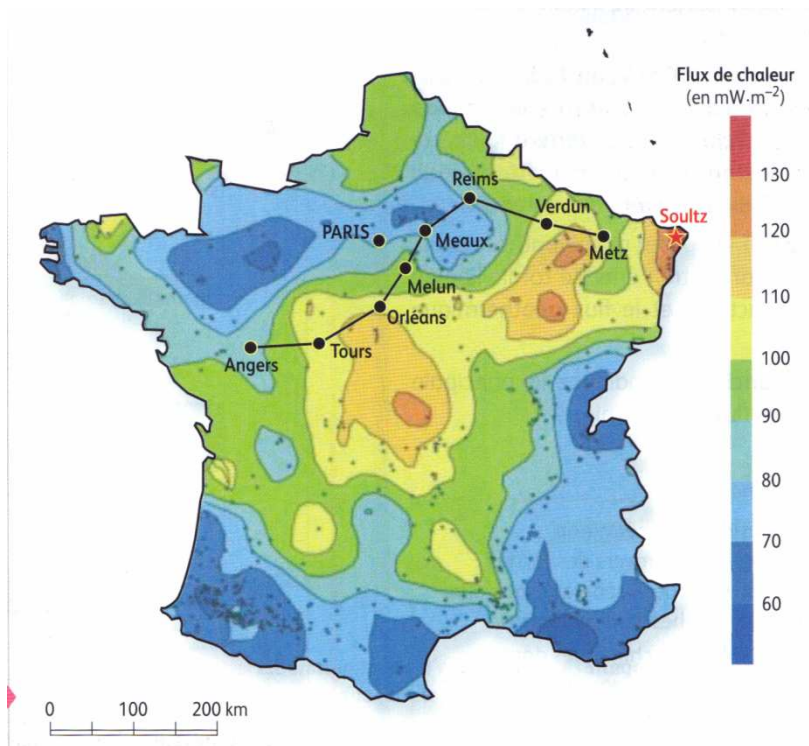 Flux de chaleur
(en mW.m⁻²)
130
120
110
100
90
80
70
60
Reims
Verdun
Soultz
PARIS
Meaux
Metz
Melun
Orléans
Angers
Tours
0 100 200 km